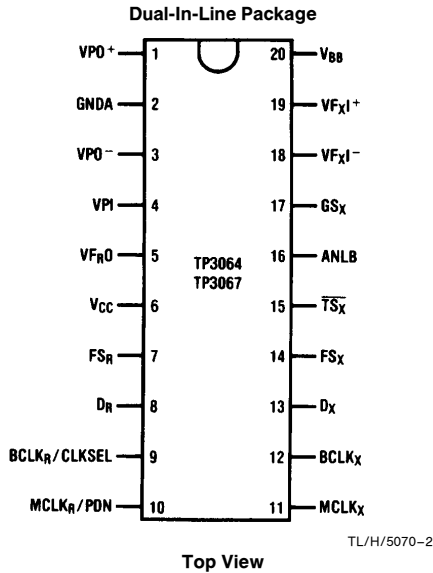 Dual-In-Line Package
VPO+ 1 20 VBB
GNDA 2 19 VFXI+
VPO− 3 18 VFXI−
VPI 4 17 GSX
VFRO 5 16 ANLB
TP3064
TP3067
VCC 6 15 TSX
FSR 7 14 FSX
DR 8 13 DX
BCLKR/CLKSEL 9 12 BCLKX
MCLKR/PDN 10 11 MCLKX
TL/H/5070–2
Top View